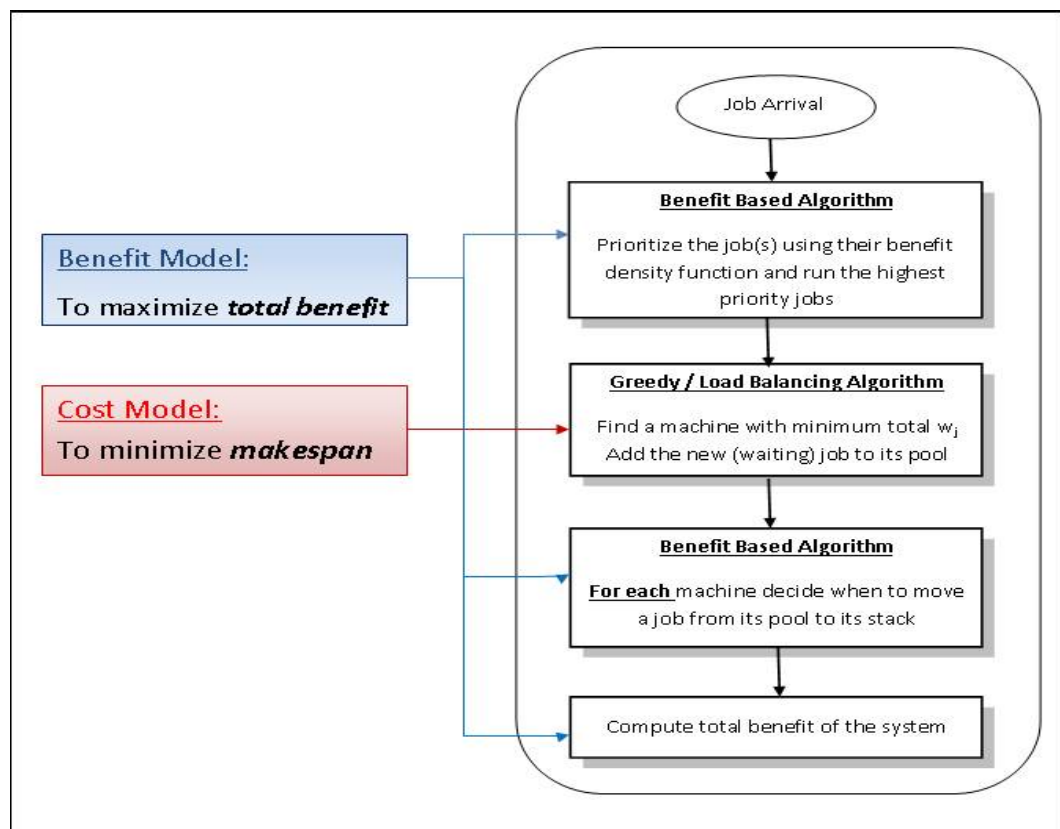 Job Arrival
Benefit Based Algorithm
Prioritize the job(s) using their benefit
density function and run the highest
priority jobs
Benefit Model:
To maximize total benefit
Greedy / Load Balancing Algorithm
Find a machine with minimum total wj
Add the new (waiting) job to its pool
Cost Model:
To minimize makespan
Benefit Based Algorithm
For each machine decide when to move
a job from its pool to its stack
Compute total benefit of the system